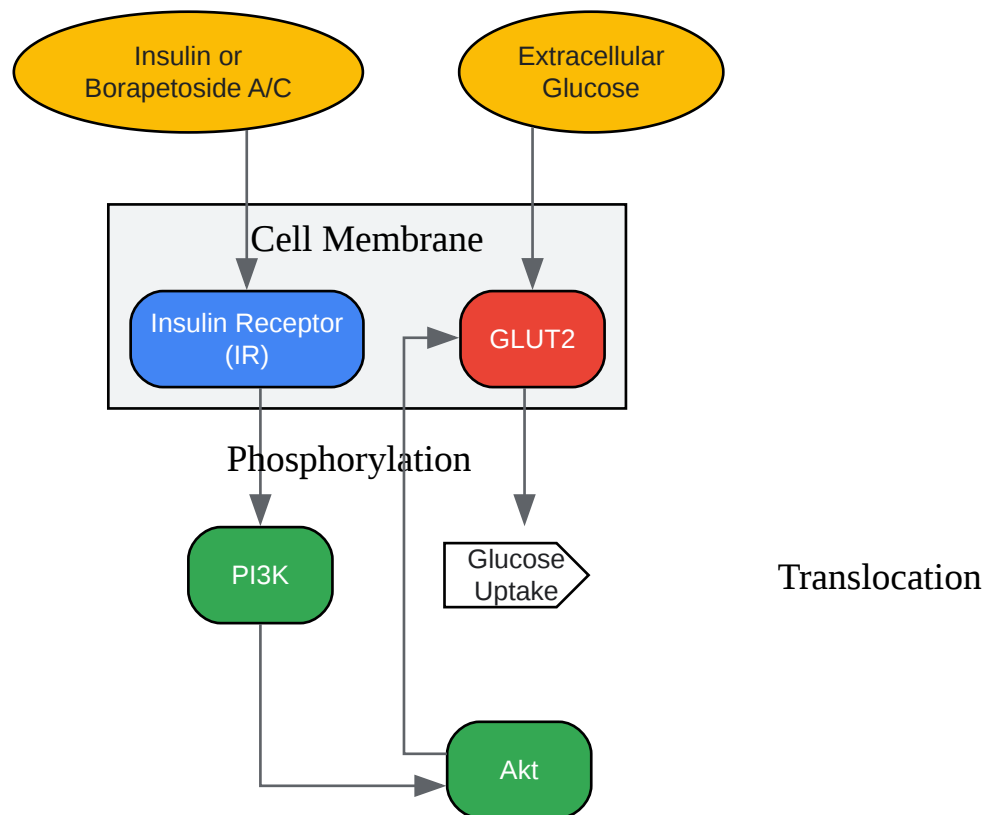 Insulin or
Borapetoside A/C
Extracellular
Glucose
Cell Membrane
Insulin Receptor
(IR)
GLUT2
Phosphorylation
PI3K
Glucose
Uptake
Translocation
Akt